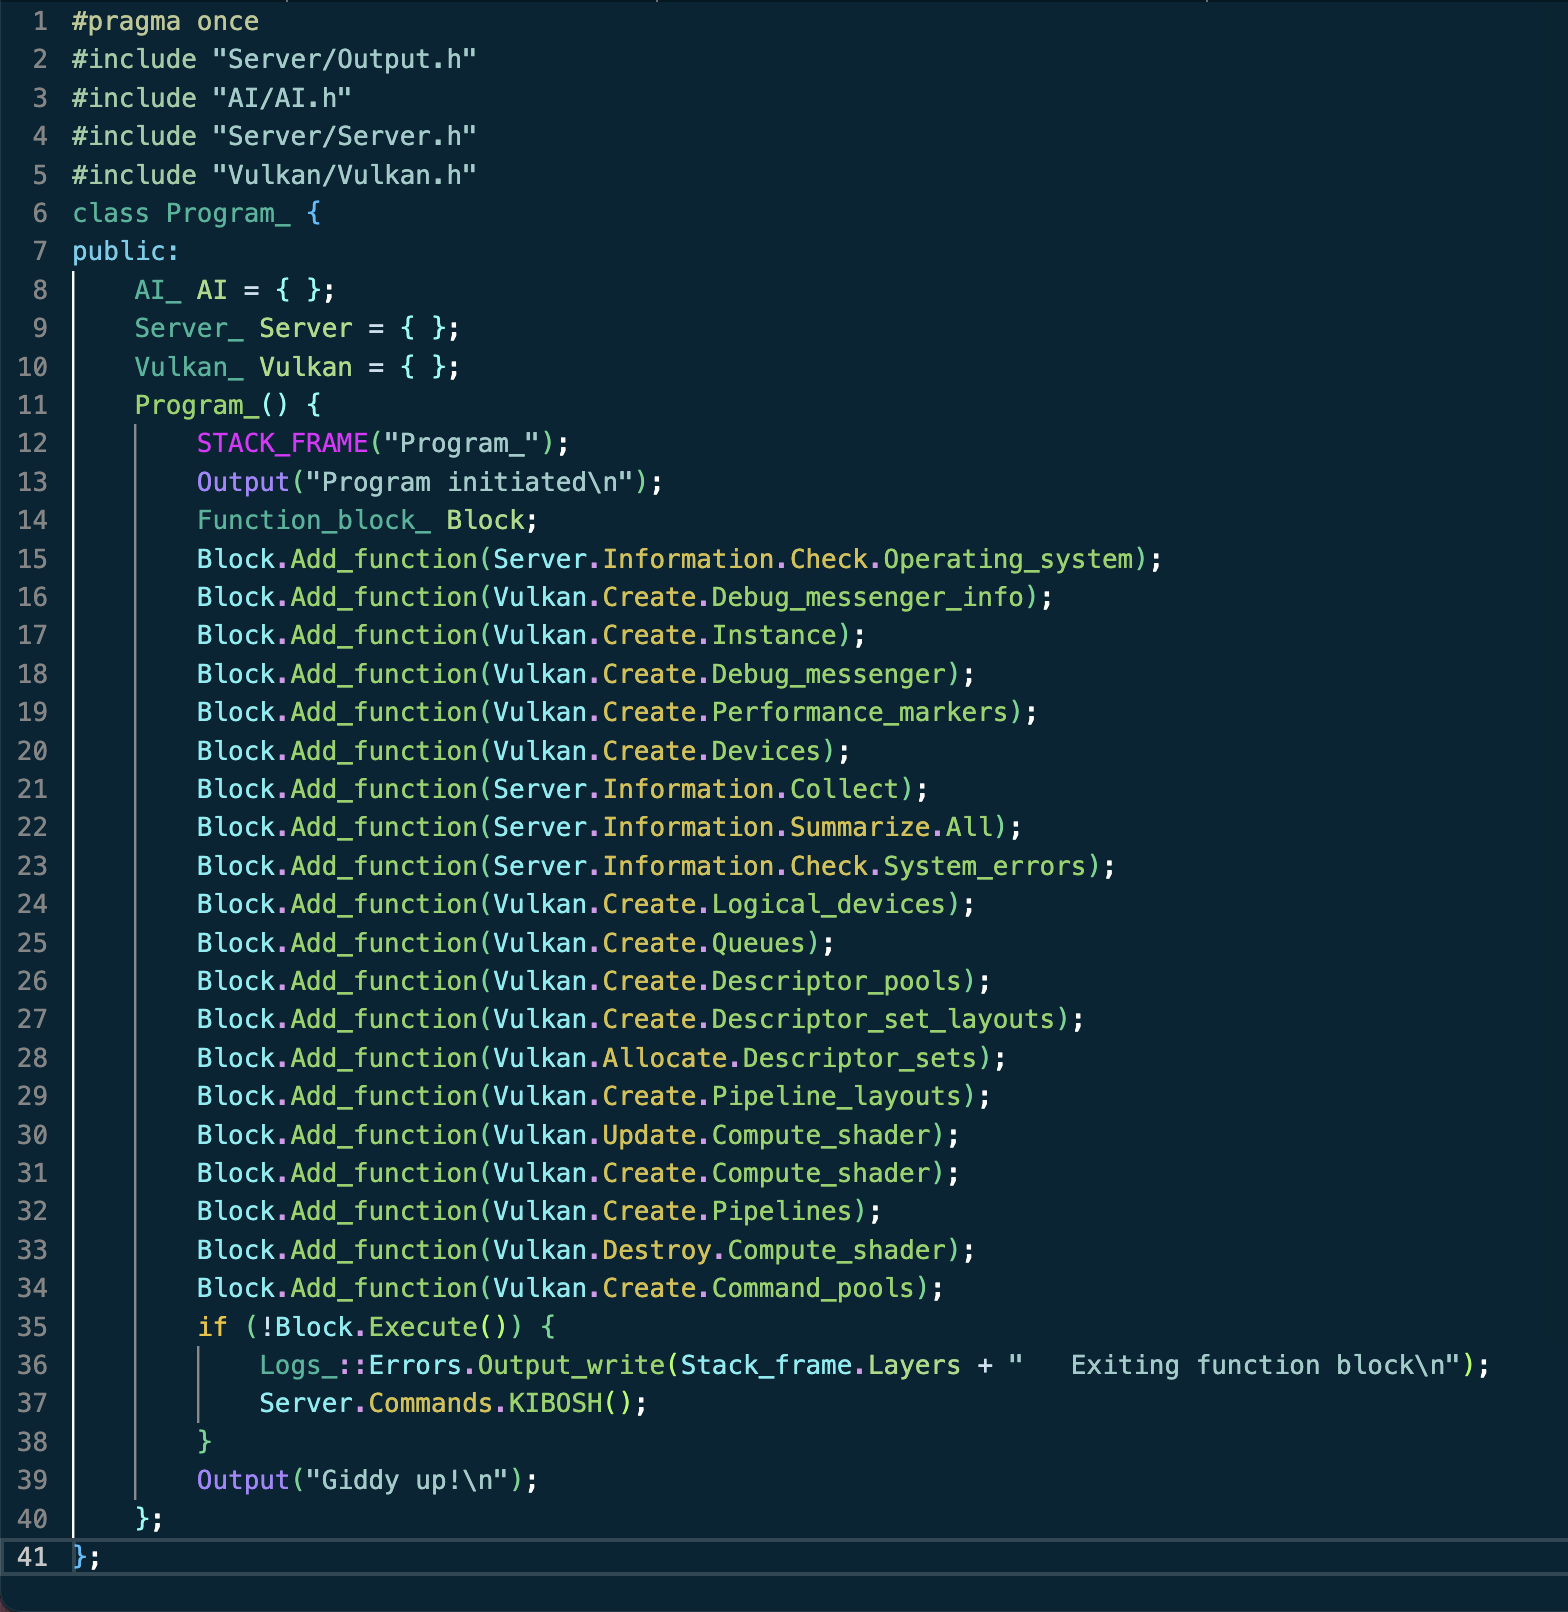 1 #pragma once
2 #include "Server/Output.h"
3 #include "AI/AI.h"
4 #include "Server/Server.h"
5 #include "Vulkan/Vulkan.h"
6 class Program_ {
7 public:
8     AI_ AI = { };
9     Server_ Server = { };
10     Vulkan_ Vulkan = { };
11     Program_() {
12         STACK_FRAME("Program_");
13         Output("Program initiated\n");
14         Function_block_ Block;
15         Block.Add_function(Server.Information.Check.Operating_system);
16         Block.Add_function(Vulkan.Create.Debug_messenger_info);
17         Block.Add_function(Vulkan.Create.Instance);
18         Block.Add_function(Vulkan.Create.Debug_messenger);
19         Block.Add_function(Vulkan.Create.Performance_markers);
20         Block.Add_function(Vulkan.Create.Devices);
21         Block.Add_function(Server.Information.Collect);
22         Block.Add_function(Server.Information.Summarize.All);
23         Block.Add_function(Server.Information.Check.System_errors);
24         Block.Add_function(Vulkan.Create.Logical_devices);
25         Block.Add_function(Vulkan.Create.Queues);
26         Block.Add_function(Vulkan.Create.Descriptor_pools);
27         Block.Add_function(Vulkan.Create.Descriptor_set_layouts);
28         Block.Add_function(Vulkan.Allocate.Descriptor_sets);
29         Block.Add_function(Vulkan.Create.Pipeline_layouts);
30         Block.Add_function(Vulkan.Update.Compute_shader);
31         Block.Add_function(Vulkan.Create.Compute_shader);
32         Block.Add_function(Vulkan.Create.Pipelines);
33         Block.Add_function(Vulkan.Destroy.Compute_shader);
34         Block.Add_function(Vulkan.Create.Command_pools);
35         if (!Block.Execute()) {
36             Logs_::Errors.Output_write(Stack_frame.Layers + "   Exiting function block\n");
37             Server.Commands.KIBOSH();
38         }
39         Output("Giddy up!\n");
40     };
41 };